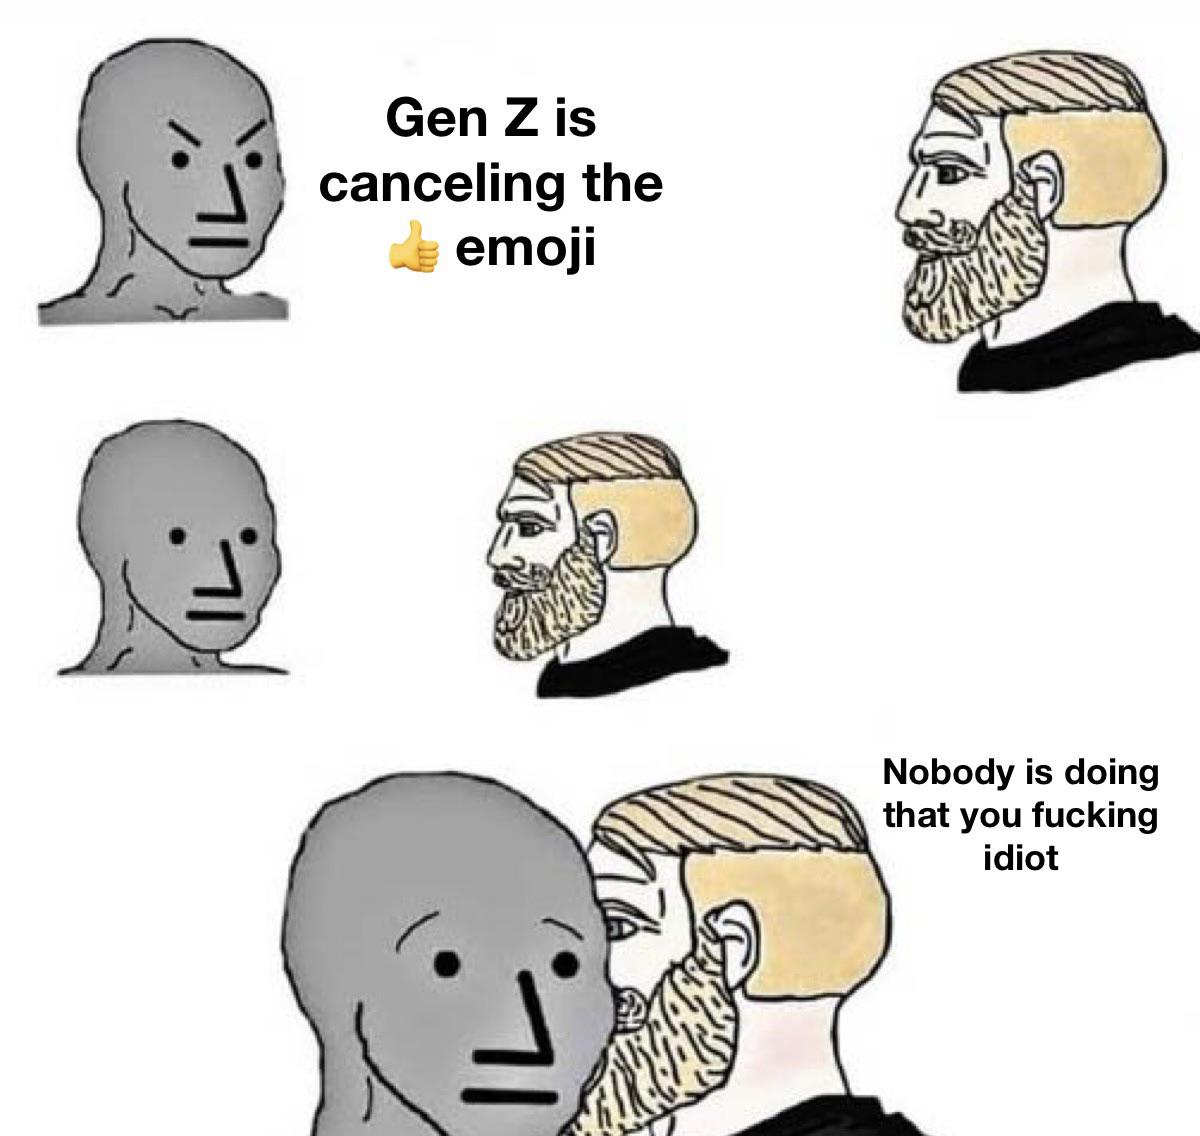 Gen Z is
canceling the
👍 emoji
Nobody is doing
that you fucking
idiot